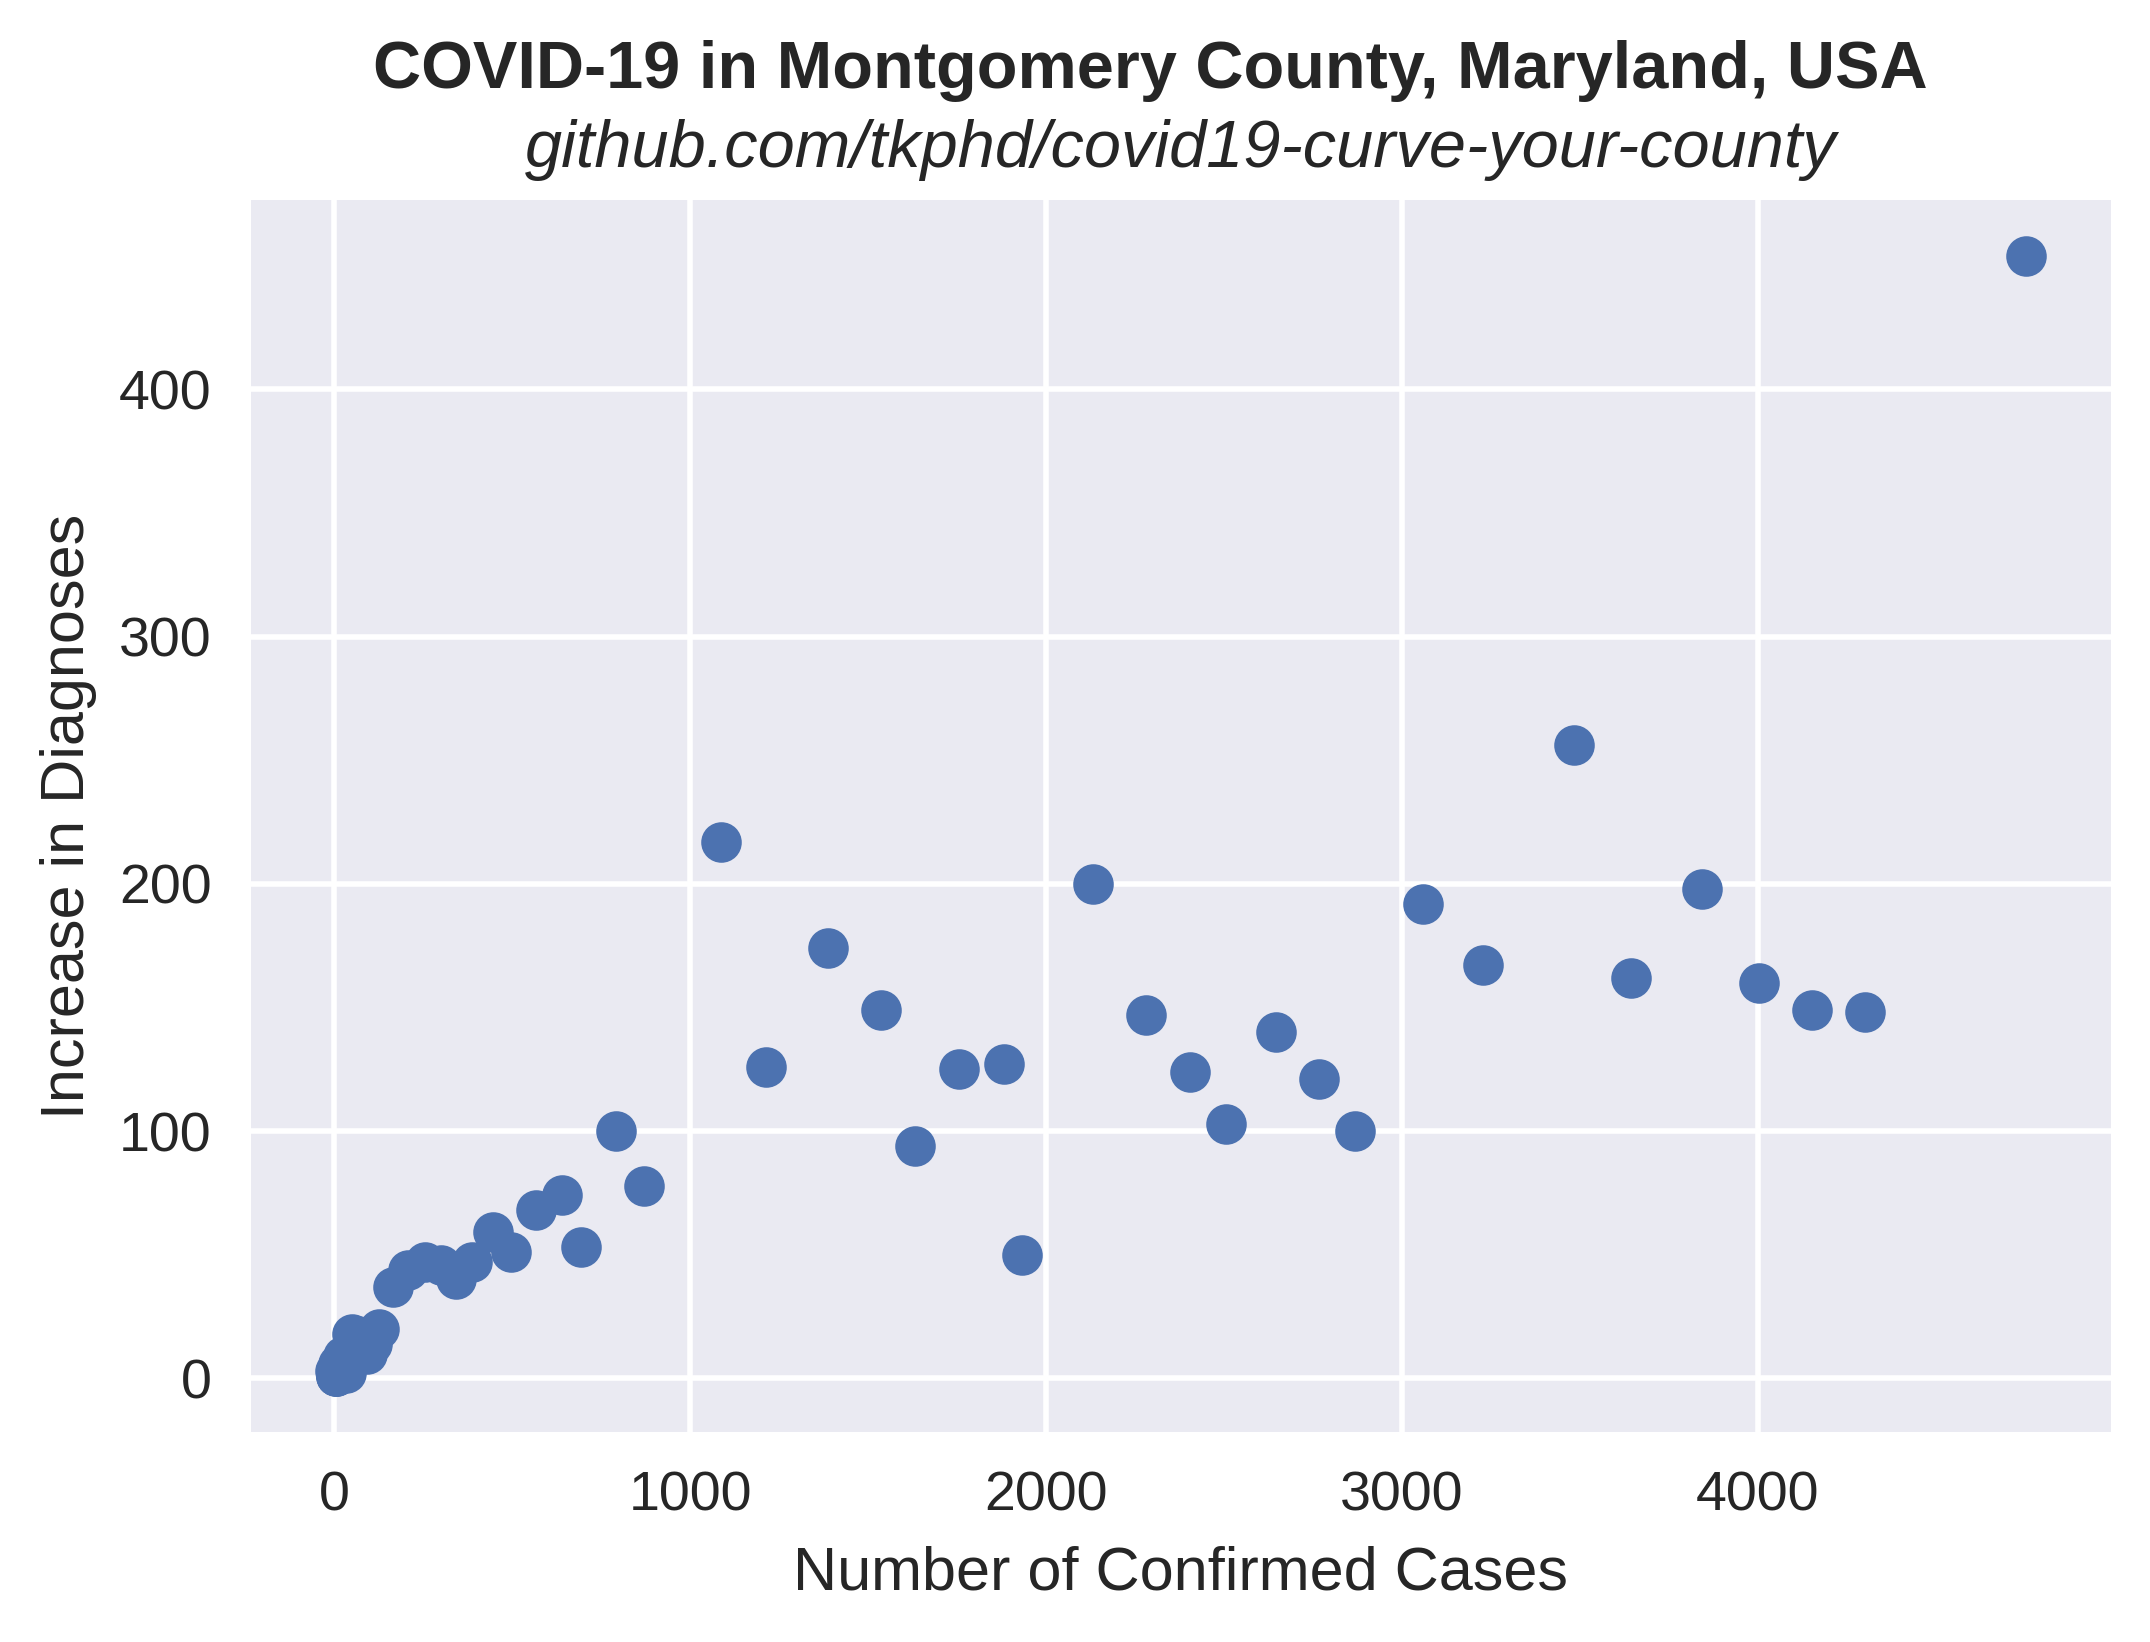 COVID-19 in Montgomery County, Maryland, USA
github.com/tkphd/covid19-curve-your-county
Increase in Diagnoses
400
300
200
100
0
0 1000 2000 3000 4000
Number of Confirmed Cases